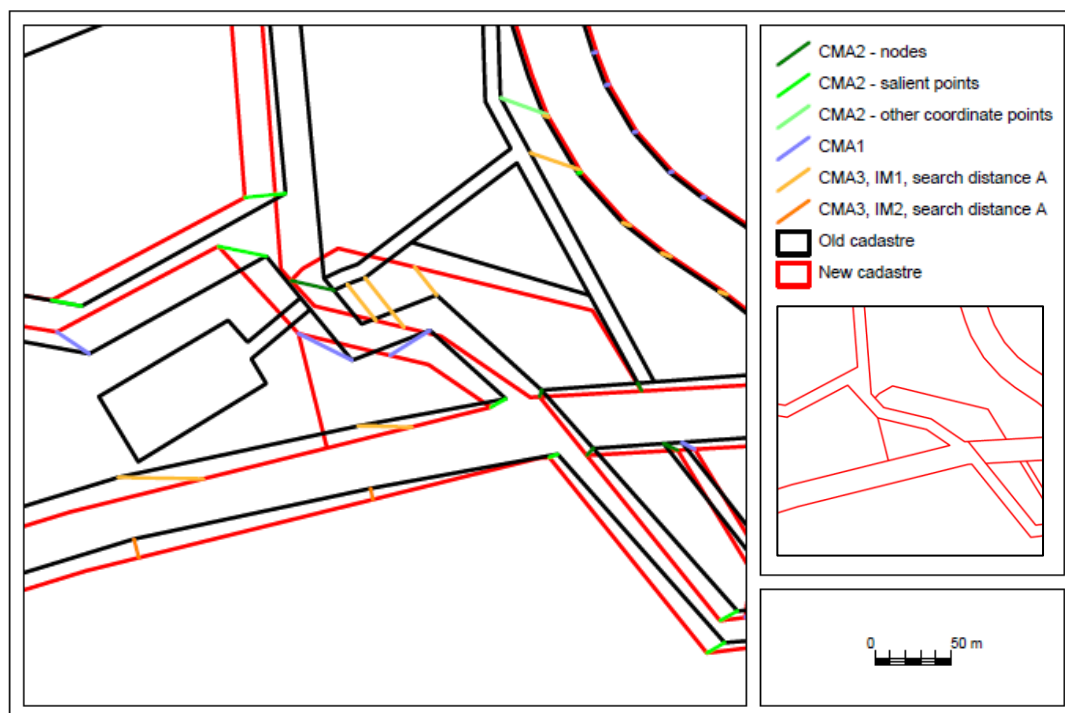 CMA2 - nodes
CMA2 - salient points
CMA2 - other coordinate points
CMA1
CMA3, IM1, search distance A
CMA3, IM2, search distance A
Old cadastre
New cadastre
0 50 m